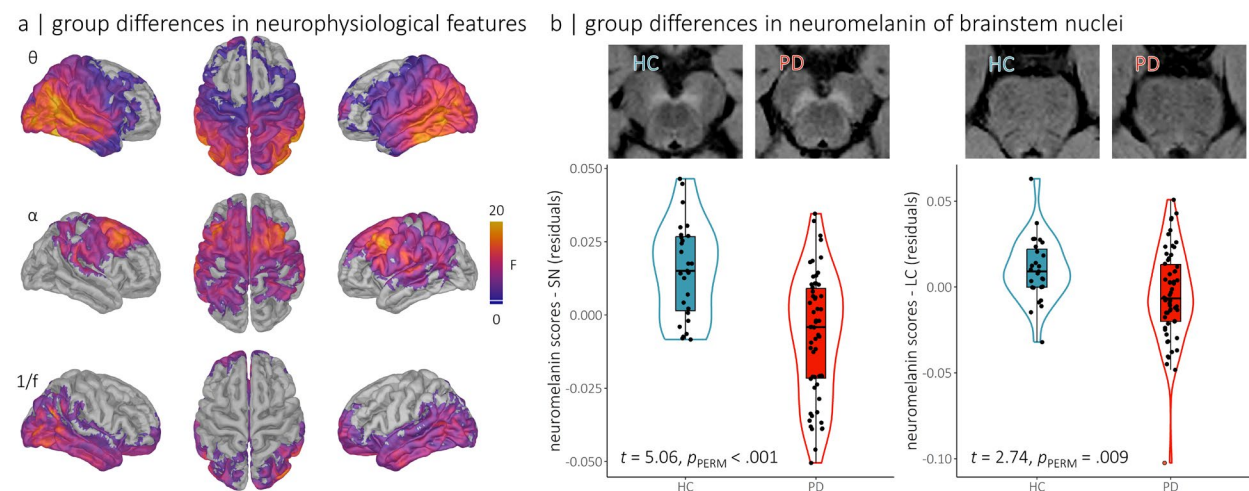 a | group differences in neurophysiological features
θ
α
20
F
0
1/f
b | group differences in neuromelanin of brainstem nuclei
HC
PD
neuromelanin scores - SN (residuals)
0.050
0.025
0.000
-0.025
-0.050
t = 5.06, pPERM < .001
HC
PD
HC
PD
neuromelanin scores - LC (residuals)
0.05
0.00
-0.05
-0.10
t = 2.74, pPERM = .009
HC
PD